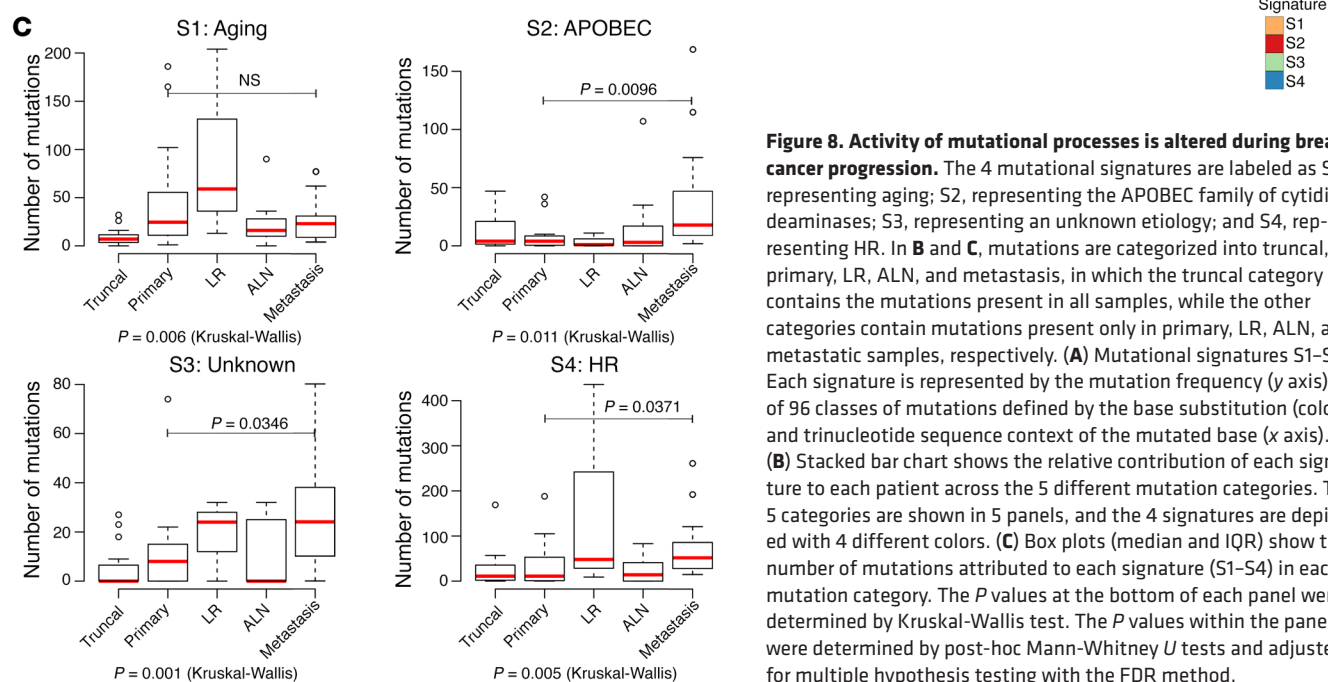 C
S1: Aging
Number of mutations
200
150
100
50
0
NS
Truncal
Primary
LR
ALN
Metastasis
P = 0.006 (Kruskal-Wallis)
S2: APOBEC
Number of mutations
150
100
50
0
P = 0.0096
Truncal
Primary
LR
ALN
Metastasis
P = 0.011 (Kruskal-Wallis)
S3: Unknown
Number of mutations
80
60
40
20
0
P = 0.0346
Truncal
Primary
LR
ALN
Metastasis
P = 0.001 (Kruskal-Wallis)
S4: HR
Number of mutations
400
300
200
100
0
P = 0.0371
Truncal
Primary
LR
ALN
Metastasis
P = 0.005 (Kruskal-Wallis)
Signature
S1
S2
S3
S4
Figure 8. Activity of mutational processes is altered during brea
cancer progression. The 4 mutational signatures are labeled as S
representing aging; S2, representing the APOBEC family of cytidi
deaminases; S3, representing an unknown etiology; and S4, rep-
resenting HR. In B and C, mutations are categorized into truncal,
primary, LR, ALN, and metastasis, in which the truncal category
contains the mutations present in all samples, while the other
categories contain mutations present only in primary, LR, ALN, a
metastatic samples, respectively. (A) Mutational signatures S1–S
Each signature is represented by the mutation frequency (y axis)
of 96 classes of mutations defined by the base substitution (colo
and trinucleotide sequence context of the mutated base (x axis).
(B) Stacked bar chart shows the relative contribution of each sign
ture to each patient across the 5 different mutation categories. T
5 categories are shown in 5 panels, and the 4 signatures are depi
ed with 4 different colors. (C) Box plots (median and IQR) show t
number of mutations attributed to each signature (S1–S4) in eac
mutation category. The P values at the bottom of each panel wer
determined by Kruskal-Wallis test. The P values within the pane
were determined by post-hoc Mann-Whitney U tests and adjuste
for multiple hypothesis testing with the FDR method.